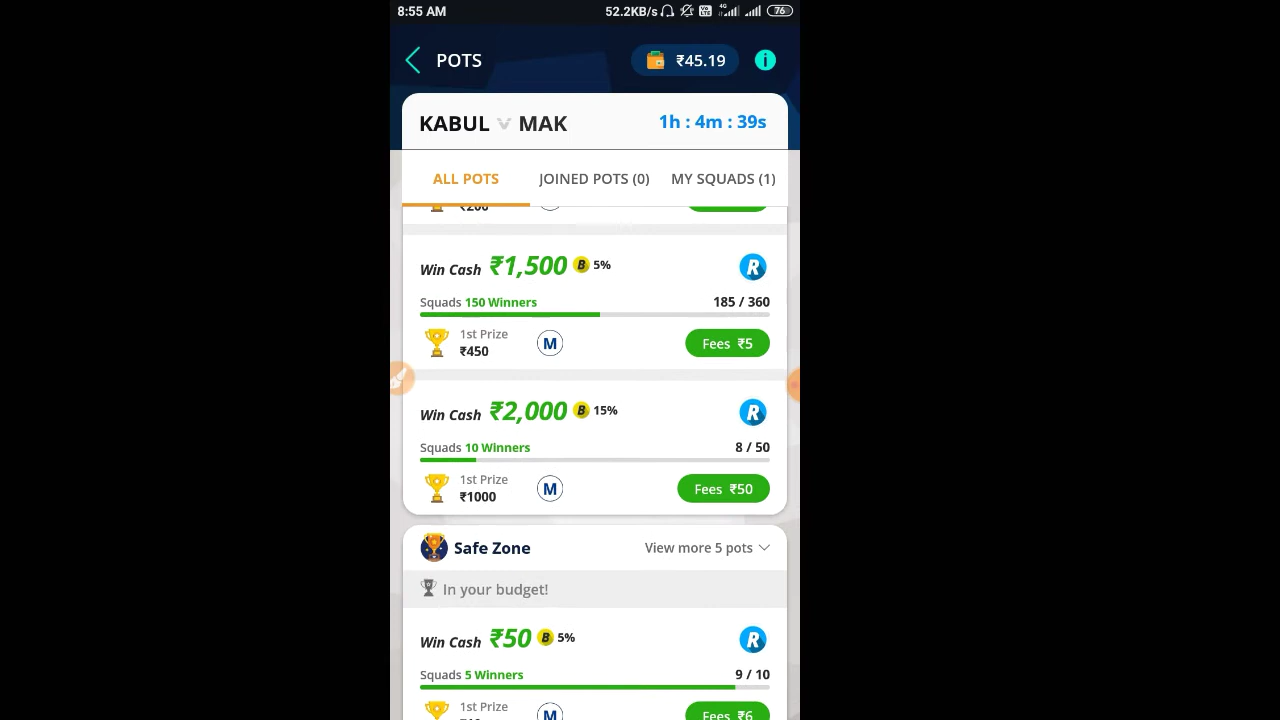 8:55 AM 52.2KB/s 4G 76
POTS ₹45.19 i
KABUL V MAK 1h : 4m : 39s
ALL POTS JOINED POTS (0) MY SQUADS (1)
₹200
Win Cash ₹1,500 B 5% R
Squads 150 Winners 185 / 360
1st Prize
₹450 M Fees ₹5
Win Cash ₹2,000 B 15% R
Squads 10 Winners 8 / 50
1st Prize
₹1000 M Fees ₹50
Safe Zone View more 5 pots
In your budget!
Win Cash ₹50 B 5% R
Squads 5 Winners 9 / 10
1st Prize
M Fees ₹6